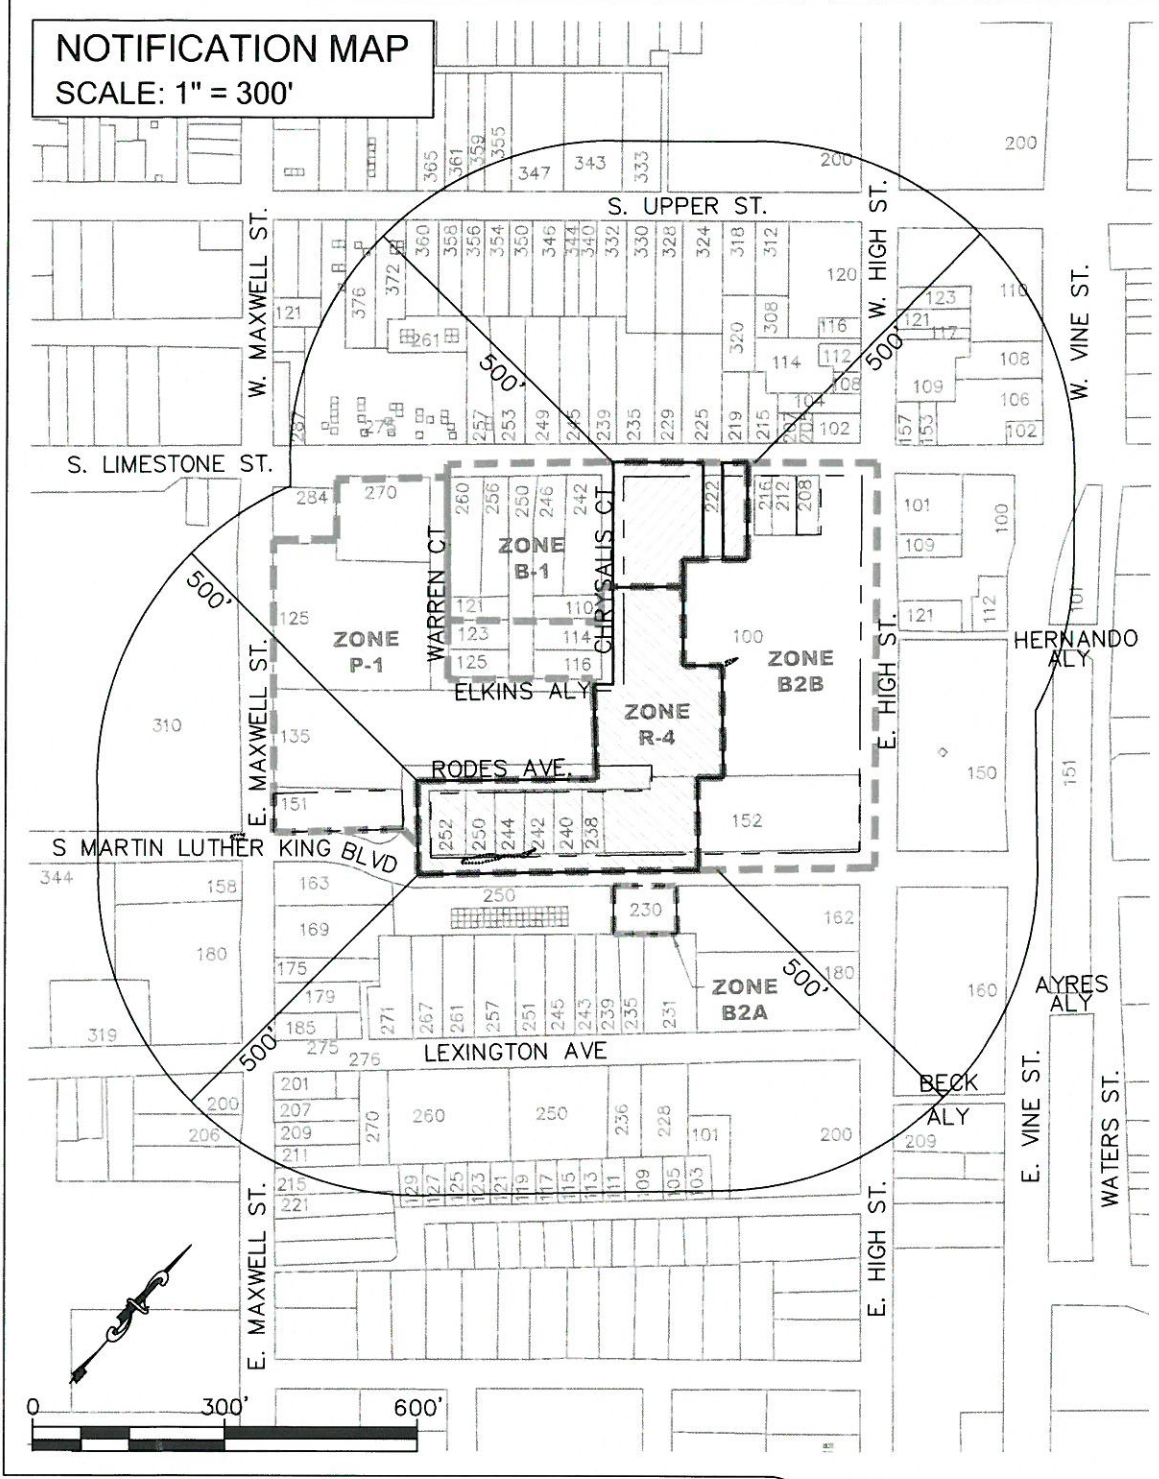 NOTIFICATION MAP
SCALE: 1" = 300'
365 361 359 355 347 343 333 200 200
S. UPPER ST.
W. MAXWELL ST.
W. HIGH ST.
W. VINE ST.
360 358 356 354 350 346 344 340 332 330 328 324 318 312 120
376 372 121 261
320 308 116 114 112 108 104 102
123 121 117 110 108 109 106 157 153 102
500' 500'
287 275 257 253 249 245 239 235 229 225 219 215 207 205
S. LIMESTONE ST.
284 270 260 256 250 246 242 222 216 212 208
101 109 121 112 100 101
WARREN CT
CHRYSALIS CT
ZONE
B-1
121 110
123 114
125 116
ELKINS ALY
500'
125
ZONE
P-1
100
ZONE
B2B
ZONE
R-4
HERNANDO
ALY
E. HIGH ST.
E. MAXWELL ST.
310 135 150 151
RODES AVE.
151 252 250 244 242 240 238 152
S MARTIN LUTHER KING BLVD
344 158 163 250 230 162
169 180 175 179 185 180 160
319 271 267 261 257 251 245 243 239 235 231
ZONE
B2A
500' 500'
AYRES
ALY
275 276
LEXINGTON AVE
BECK
ALY
E. VINE ST.
WATERS ST.
200 206 201 207 209 211 215 221
270 260 250 236 228 101 200 209
129 127 125 123 121 119 117 115 113 111 109 105 103
E. MAXWELL ST.
E. HIGH ST.
0 300' 600'